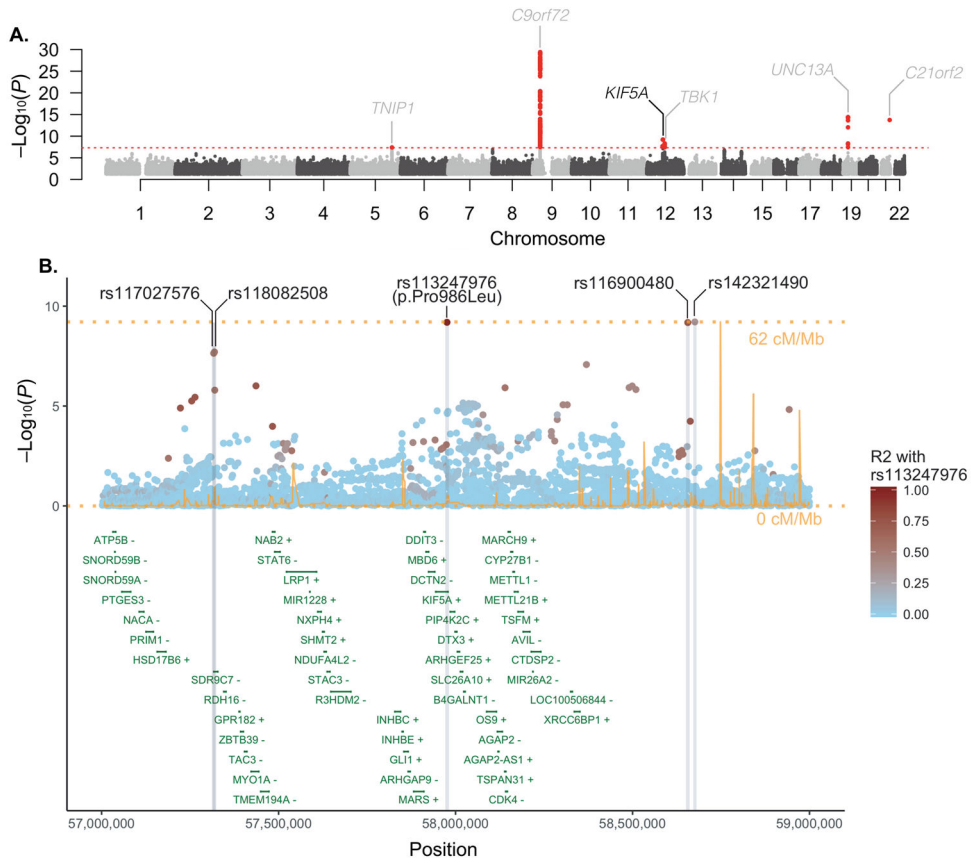 A.
C9orf72
UNC13A
C21orf2
KIF5A
TBK1
TNIP1
−Log10(P)
30
25
20
15
10
5
0
1 2 3 4 5 6 7 8 9 10 11 12 13 15 17 19 22
Chromosome
B.
rs117027576 rs118082508 rs113247976 rs116900480 rs142321490
(p.Pro986Leu)
10
62 cM/Mb
−Log10(P)
5
0
0 cM/Mb
R2 with
rs113247976
1.00
0.75
0.50
0.25
0.00
ATP5B - NAB2 + DDIT3 - MARCH9 +
SNORD59B - STAT6 - MBD6 + CYP27B1 -
SNORD59A - LRP1 + DCTN2 - METTL1 -
PTGES3 - MIR1228 + KIF5A + METTL21B +
NACA - NXPH4 + PIP4K2C + TSFM +
PRIM1 - SHMT2 + DTX3 + AVIL -
HSD17B6 + NDUFA4L2 - ARHGEF25 + CTDSP2 -
SDR9C7 - STAC3 - SLC26A10 + MIR26A2 -
RDH16 - R3HDM2 - B4GALNT1 - LOC100506844 -
GPR182 + INHBC + OS9 + XRCC6BP1 +
ZBTB39 - INHBE + AGAP2 -
TAC3 - GLI1 + AGAP2-AS1 +
MYO1A - ARHGAP9 - TSPAN31 +
TMEM194A - MARS + CDK4 -
57,000,000 57,500,000 58,000,000 58,500,000 59,000,000
Position